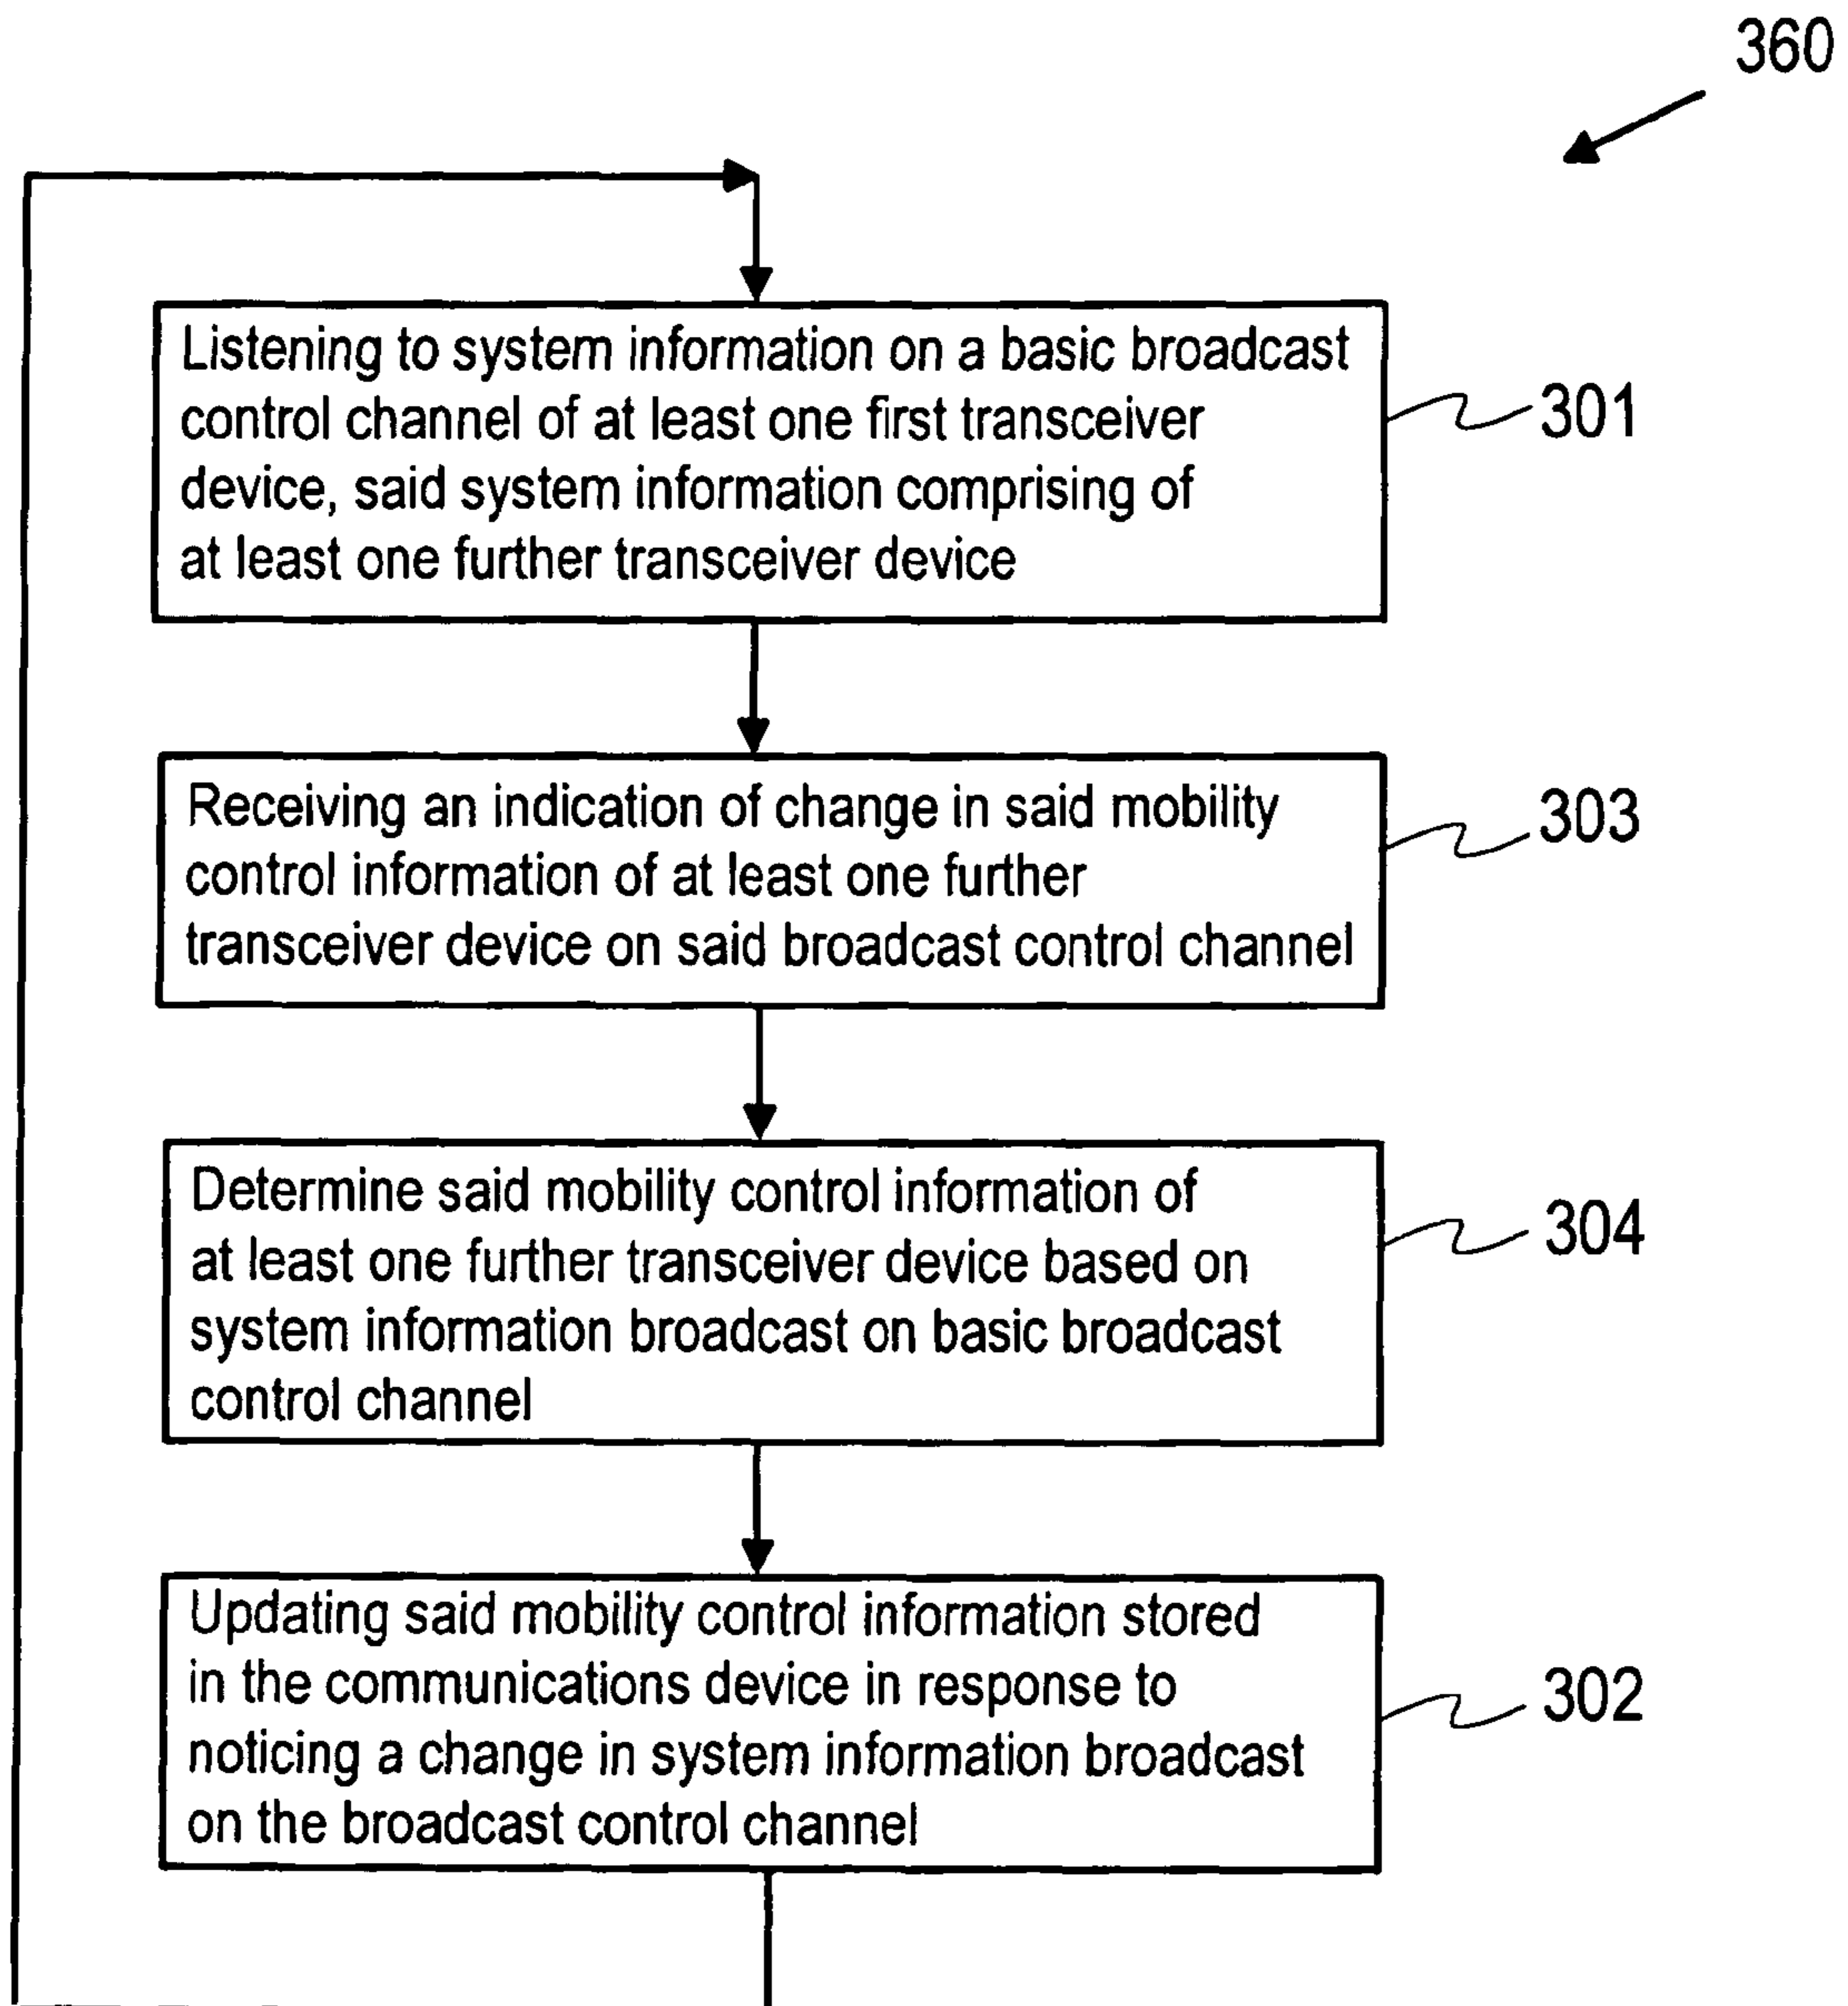 360
Listening to system information on a basic broadcast
control channel of at least one first transceiver
device, said system information comprising of
at least one further transceiver device
301
Receiving an indication of change in said mobility
control information of at least one further
transceiver device on said broadcast control channel
303
Determine said mobility control information of
at least one further transceiver device based on
system information broadcast on basic broadcast
control channel
304
Updating said mobility control information stored
in the communications device in response to
noticing a change in system information broadcast
on the broadcast control channel
302